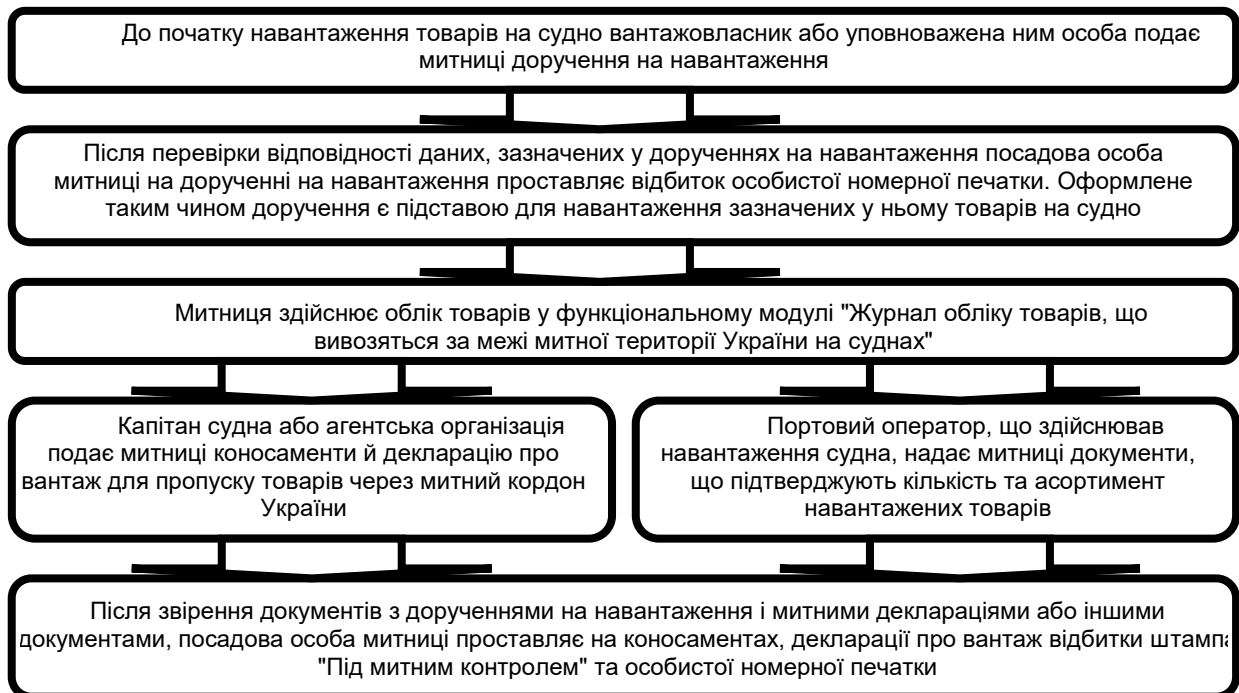 До початку навантаження товарів на судно вантажовласник або уповноважена ним особа подає
митниці доручення на навантаження
Після перевірки відповідності даних, зазначених у дорученнях на навантаження посадова особа
митниці на дорученні на навантаження проставляє відбиток особистої номерної печатки. Оформлене
таким чином доручення є підставою для навантаження зазначених у ньому товарів на судно
Митниця здійснює облік товарів у функціональному модулі "Журнал обліку товарів, що
вивозяться за межі митної території України на суднах"
Капітан судна або агентська організація
подає митниці коносаменти й декларацію про
вантаж для пропуску товарів через митний кордон
України
Портовий оператор, що здійснював
навантаження судна, надає митниці документи,
що підтверджують кількість та асортимент
навантажених товарів
Після звірення документів з дорученнями на навантаження і митними деклараціями або іншими
документами, посадова особа митниці проставляє на коносаментах, декларації про вантаж відбитки штампа
"Під митним контролем" та особистої номерної печатки